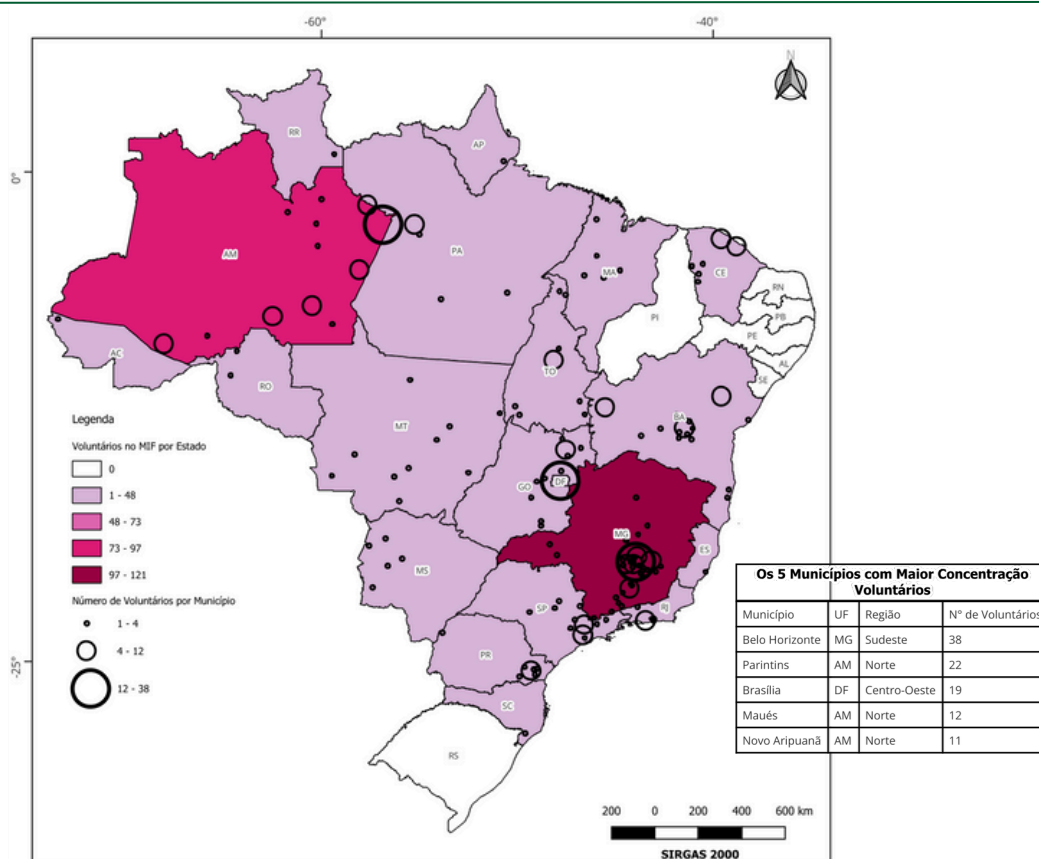 -60°
-40°
N
0°
-25°
RR
AP
AM
PA
MA
CE
RN
PB
PE
AL
SE
PI
AC
RO
TO
BA
MT
GO
DF
MG
ES
MS
SP
RJ
PR
SC
RS
Legenda
Voluntários no MIF por Estado
0
1 - 48
48 - 73
73 - 97
97 - 121
Número de Voluntários por Município
1 - 4
4 - 12
12 - 38
Os 5 Municípios com Maior Concentração
Voluntários
Município UF Região N° de Voluntários
Belo Horizonte MG Sudeste 38
Parintins AM Norte 22
Brasília DF Centro-Oeste 19
Maués AM Norte 12
Novo Aripuanã AM Norte 11
200 0 200 400 600 km
SIRGAS 2000